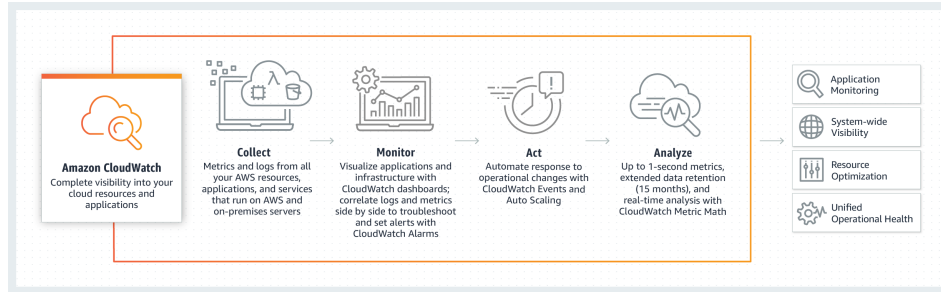 Amazon CloudWatch
Complete visibility into your
cloud resources and
applications
Collect
Metrics and logs from all
your AWS resources,
applications, and services
that run on AWS and
on-premises servers
Monitor
Visualize applications and
infrastructure with
CloudWatch dashboards;
correlate logs and metrics
side by side to troubleshoot
and set alerts with
CloudWatch Alarms
Act
Automate response to
operational changes with
CloudWatch Events and
Auto Scaling
Analyze
Up to 1-second metrics,
extended data retention
(15 months), and
real-time analysis with
CloudWatch Metric Math
Application
Monitoring
System-wide
Visibility
Resource
Optimization
Unified
Operational Health